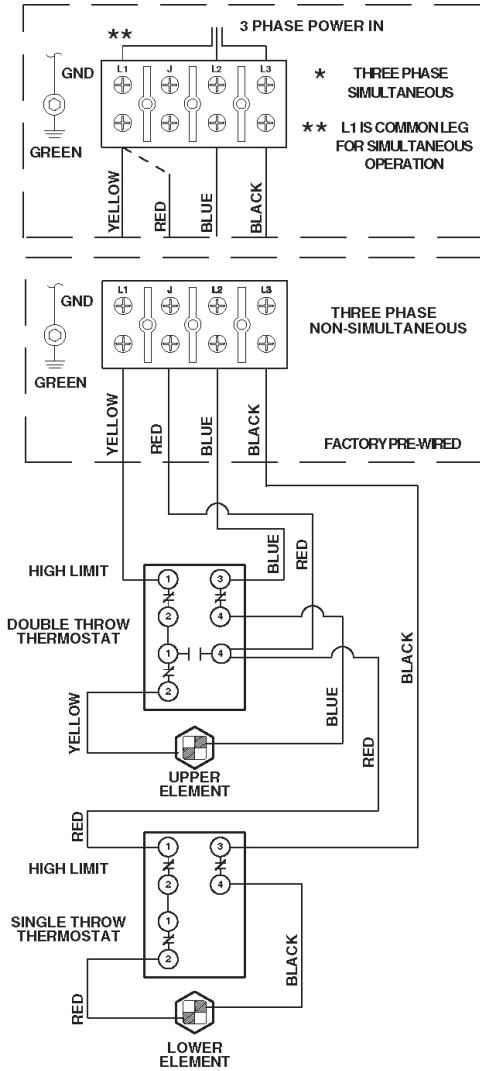 3 PHASE POWER IN
**
L1 J L2 L3
GND
GREEN
* THREE PHASE
SIMULTANEOUS
** L1 IS COMMON LEG
FOR SIMULTANEOUS
OPERATION
YELLOW
RED
BLUE
BLACK
L1 J L2 L3
GND
GREEN
THREE PHASE
NON-SIMULTANEOUS
YELLOW
RED
BLUE
BLACK
FACTORY PRE-WIRED
BLUE
RED
HIGH LIMIT
1 3
2 4
DOUBLE THROW
THERMOSTAT
1 4
2
BLACK
YELLOW
BLUE
RED
UPPER
ELEMENT
RED
HIGH LIMIT
1 3
2 4
SINGLE THROW
THERMOSTAT
1
2
BLACK
RED
LOWER
ELEMENT